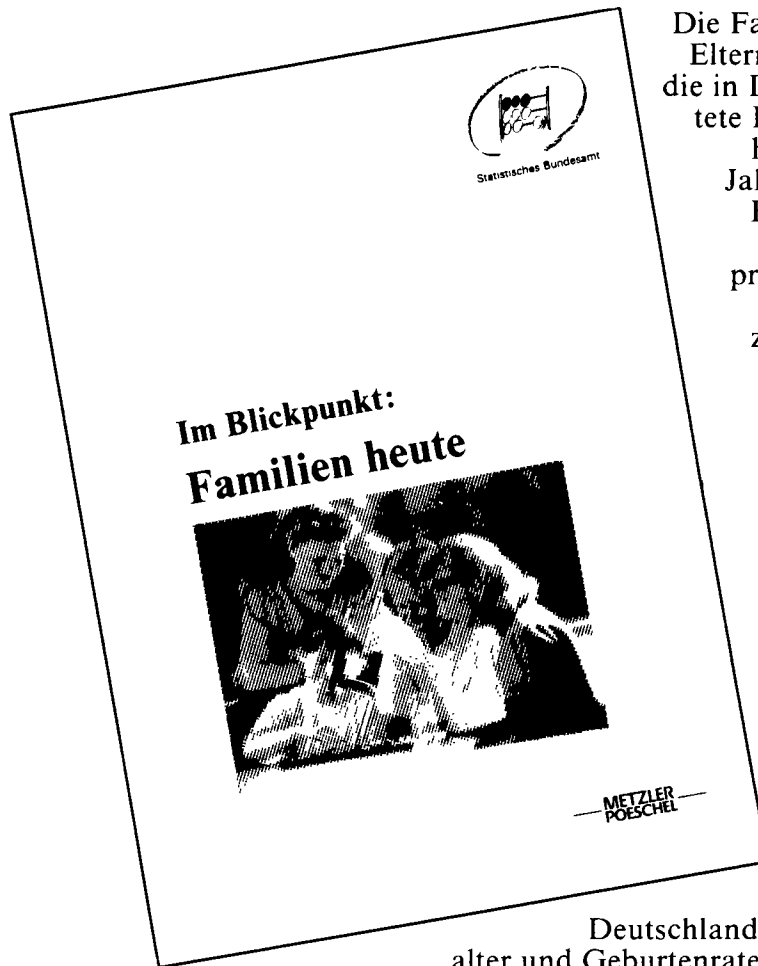 Die Fa
Eltern
die in
tete
Statistisches Bundesamt
pr
z
Im Blickpunkt:
Familien heute
METZLER
POESCHEL
Deutschland
alter und Geburtenrate